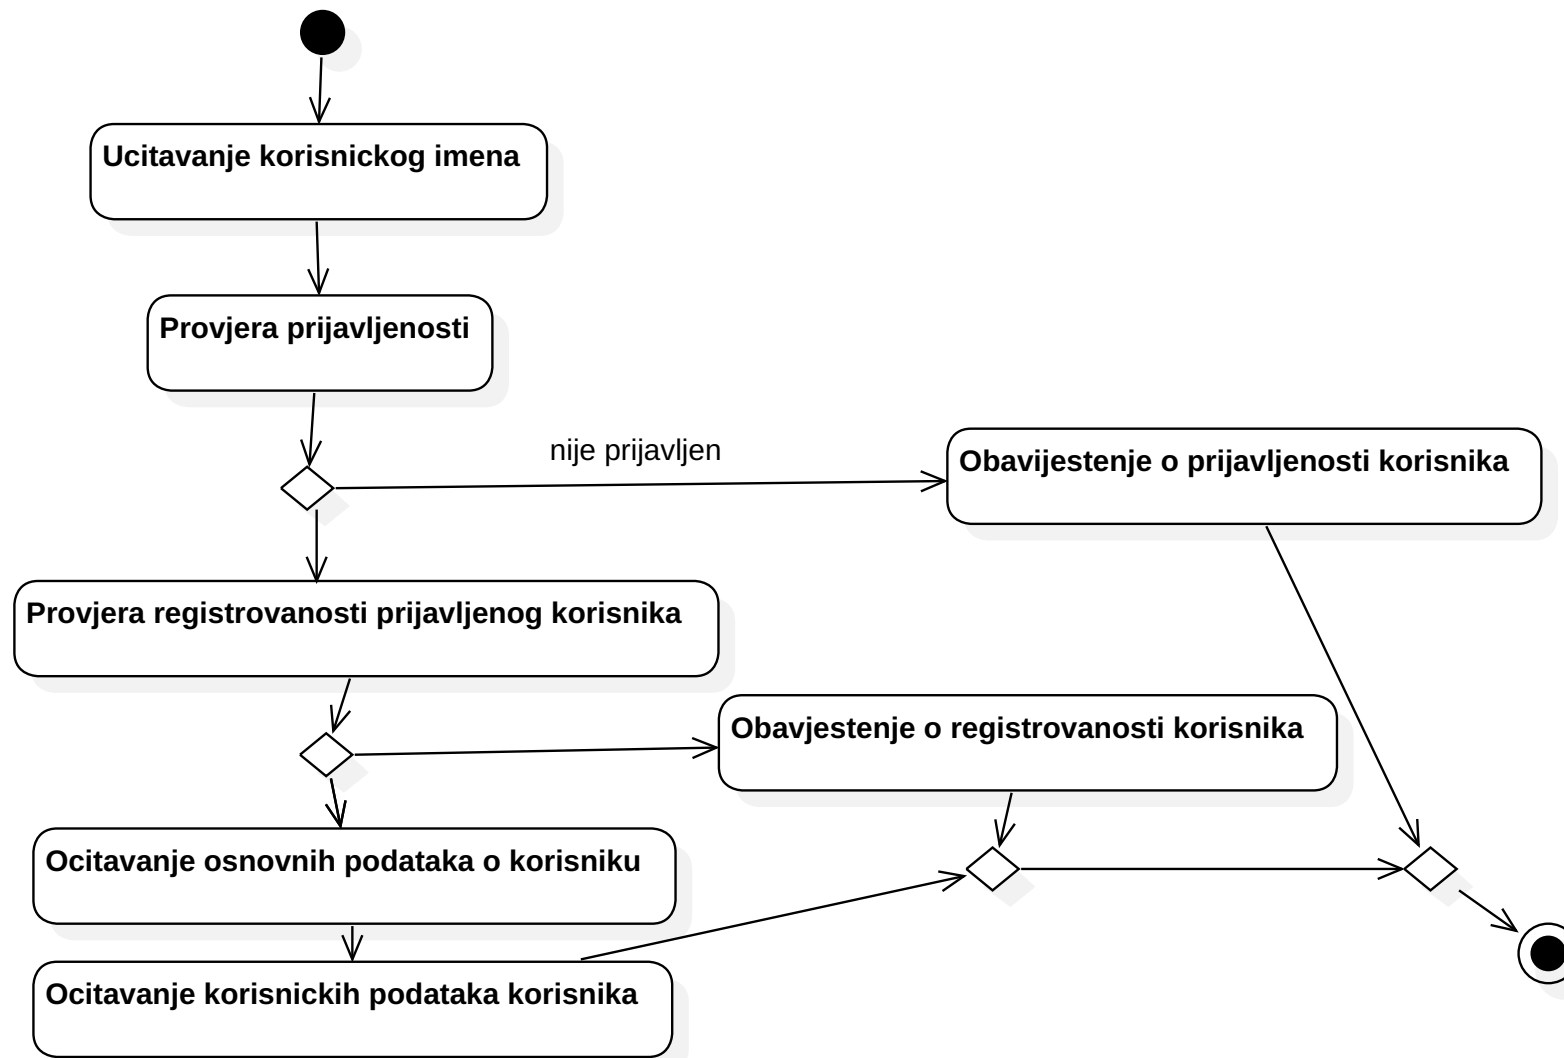 Ucitavanje korisnickog imena
Provjera prijavljenosti
nije prijavljen
Obavijestenje o prijavljenosti korisnika
Provjera registrovanosti prijavljenog korisnika
Obavjestenje o registrovanosti korisnika
Ocitavanje osnovnih podataka o korisniku
Ocitavanje korisnickih podataka korisnika